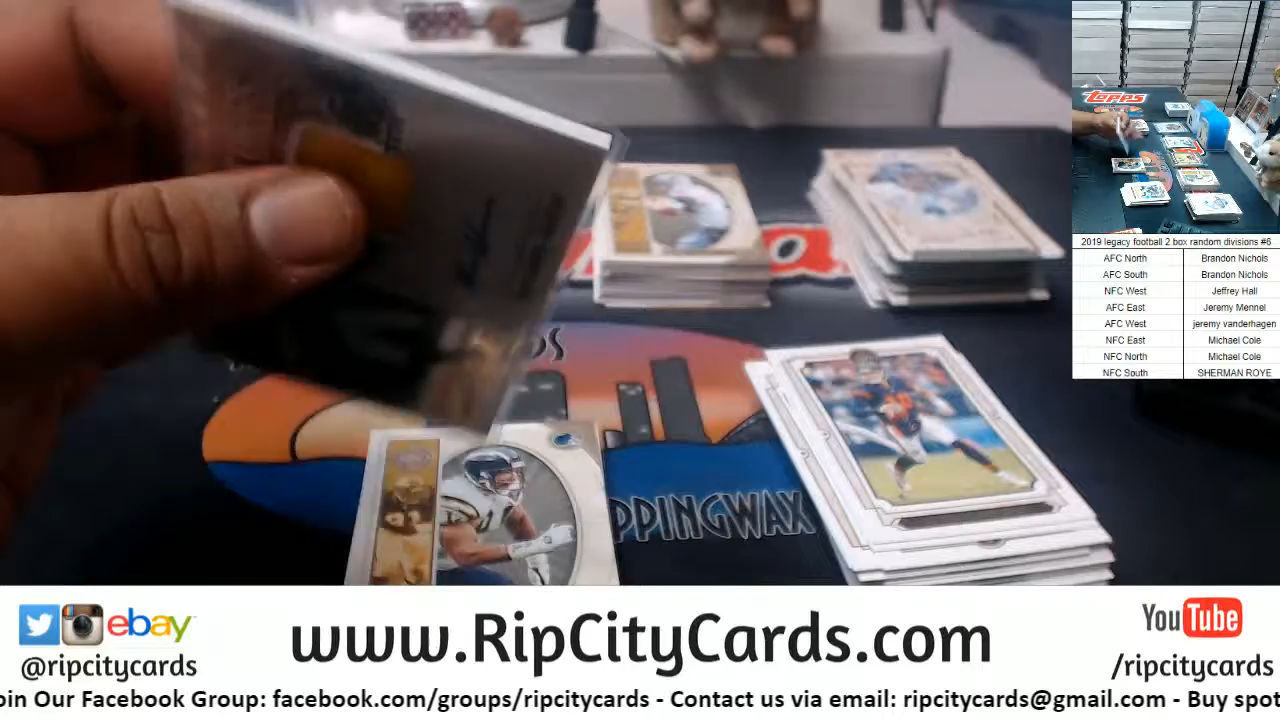 TOPPS
2019 legacy football 2 box random divisions #6
AFC North Brandon Nichols
AFC South Brandon Nichols
NFC West Jeffrey Hall
AFC East Jeremy Mennel
AFC West jeremy vanderhagen
NFC East Michael Cole
NFC North Michael Cole
NFC South SHERMAN ROYE
PPINGWAX
ebay
@ripcitycards
www.RipCityCards.com
YouTube
/ripcitycards
oin Our Facebook Group: facebook.com/groups/ripcitycards - Contact us via email: ripcitycards@gmail.com - Buy spot